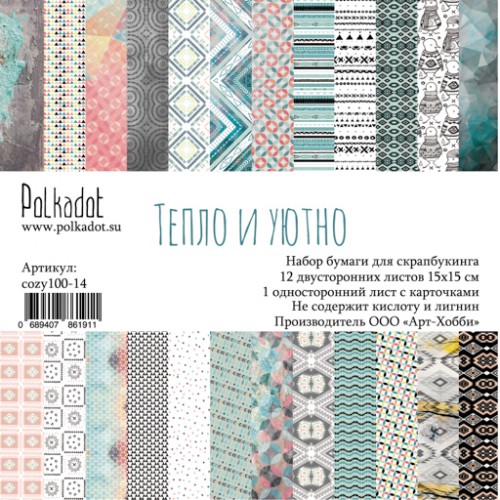 Polkadot
www.polkadot.su
Тепло и уютно
Артикул:
cozy100-14
0 689407 861911
Набор бумаги для скрапбукинга
12 двусторонних листов 15х15 см
1 односторонний лист с карточками
Не содержит кислоту и лигнин
Производитель ООО «Арт-Хобби»